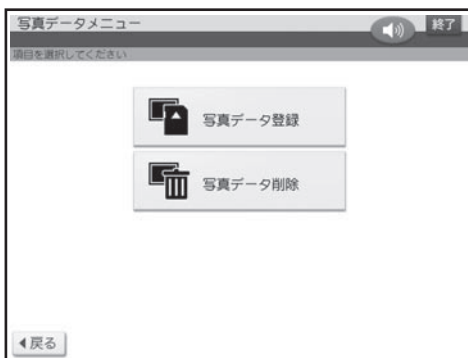 写真データメニュー
終了
項目を選択してください
写真データ登録
写真データ削除
戻る